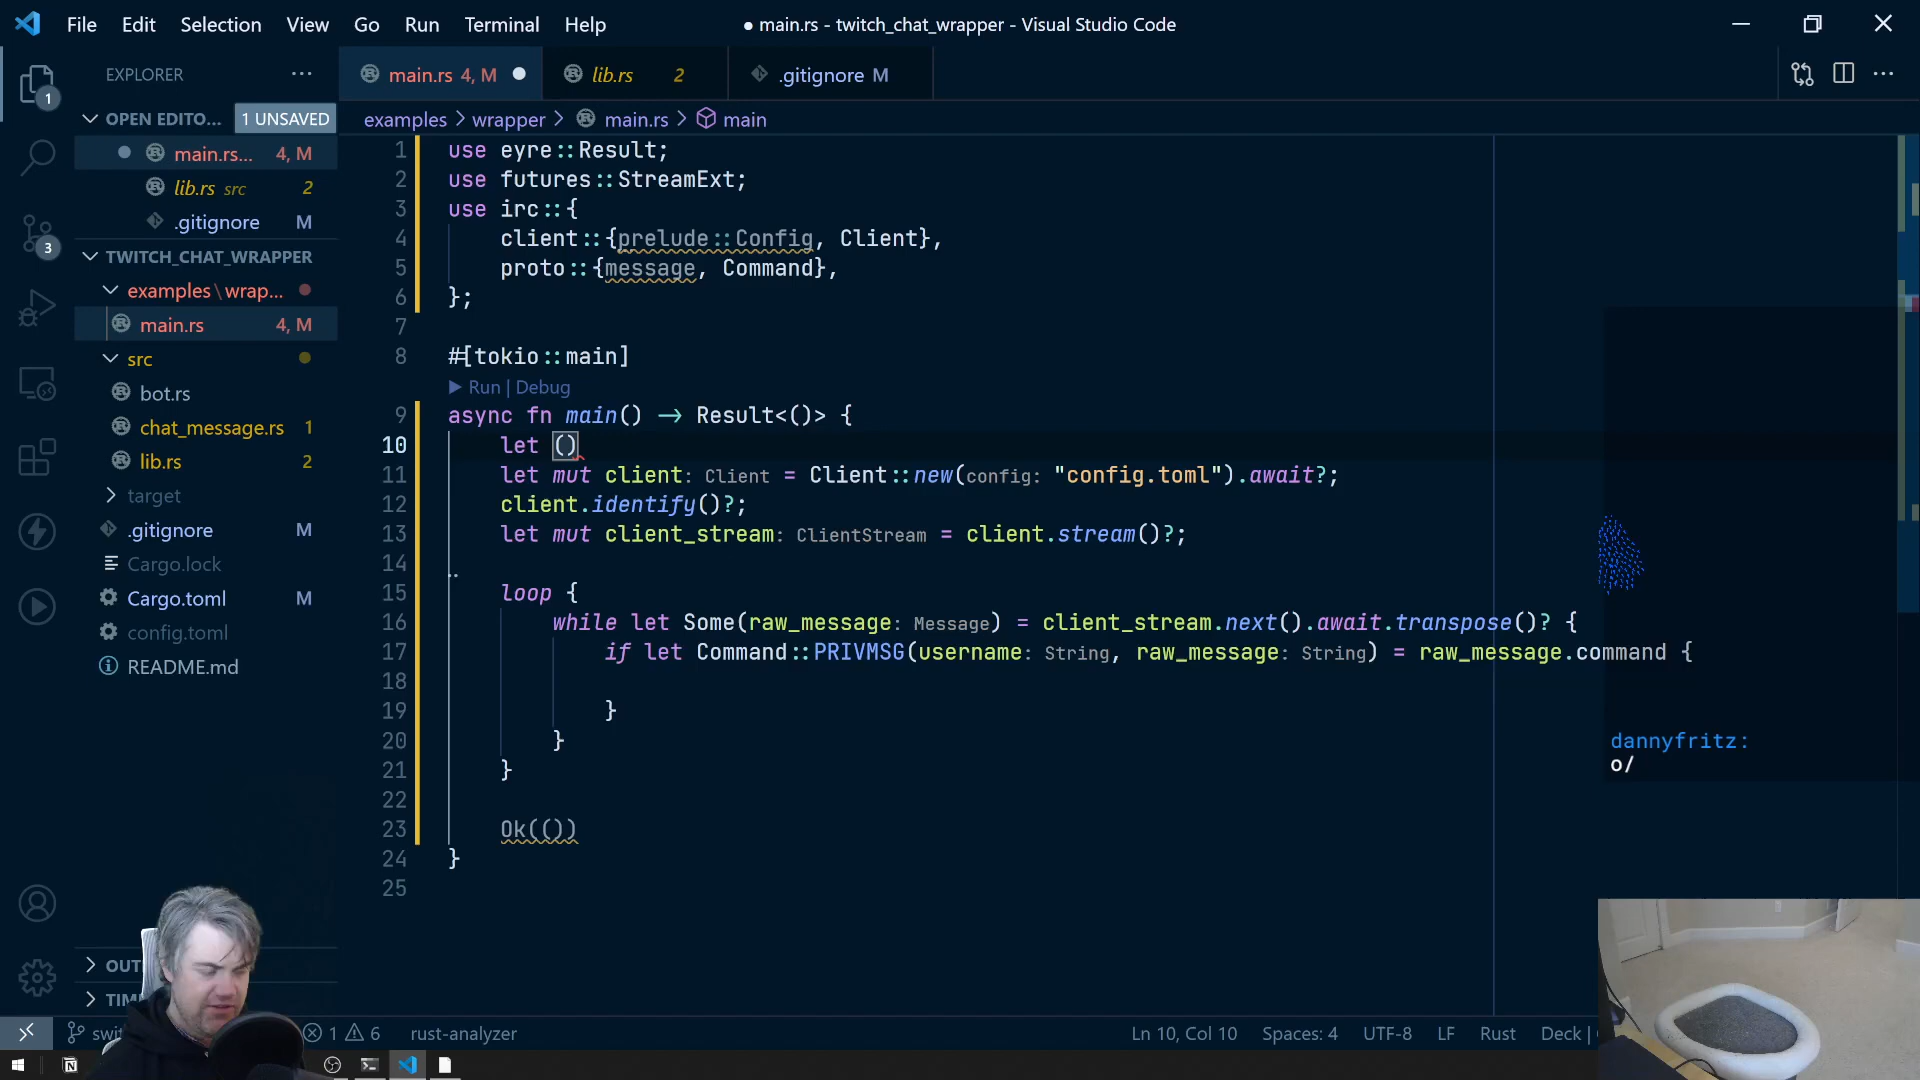 File Edit Selection View Go Run Terminal Help
● main.rs - twitch_chat_wrapper - Visual Studio Code
EXPLORER
main.rs 4, M
lib.rs 2
.gitignore M
OPEN EDITO... 1 UNSAVED
main.rs... 4, M
lib.rs src 2
.gitignore M
TWITCH_CHAT_WRAPPER
examples\wrap...
main.rs 4, M
src
bot.rs
chat_message.rs 1
lib.rs 2
target
.gitignore M
Cargo.lock
Cargo.toml M
config.toml
README.md
1
3
examples > wrapper > main.rs > main
1 use eyre::Result;
2 use futures::StreamExt;
3 use irc::{
4 client::{prelude::Config, Client},
5 proto::{message, Command},
6 };
7
8 #[tokio::main]
Run | Debug
9 async fn main() -> Result<()> {
10 let ()
11 let mut client: Client = Client::new(config: "config.toml").await?;
12 client.identify()?;
13 let mut client_stream: ClientStream = client.stream()?;
14
15 loop {
16 while let Some(raw_message: Message) = client_stream.next().await.transpose()? {
17 if let Command::PRIVMSG(username: String, raw_message: String) = raw_message.command {
18
19 }
20 }
21 }
22
23 Ok(())
24 }
25
dannyfritz:
o/
OUT
TIM
swit
1 6
rust-analyzer
Ln 10, Col 10 Spaces: 4 UTF-8 LF Rust Deck |